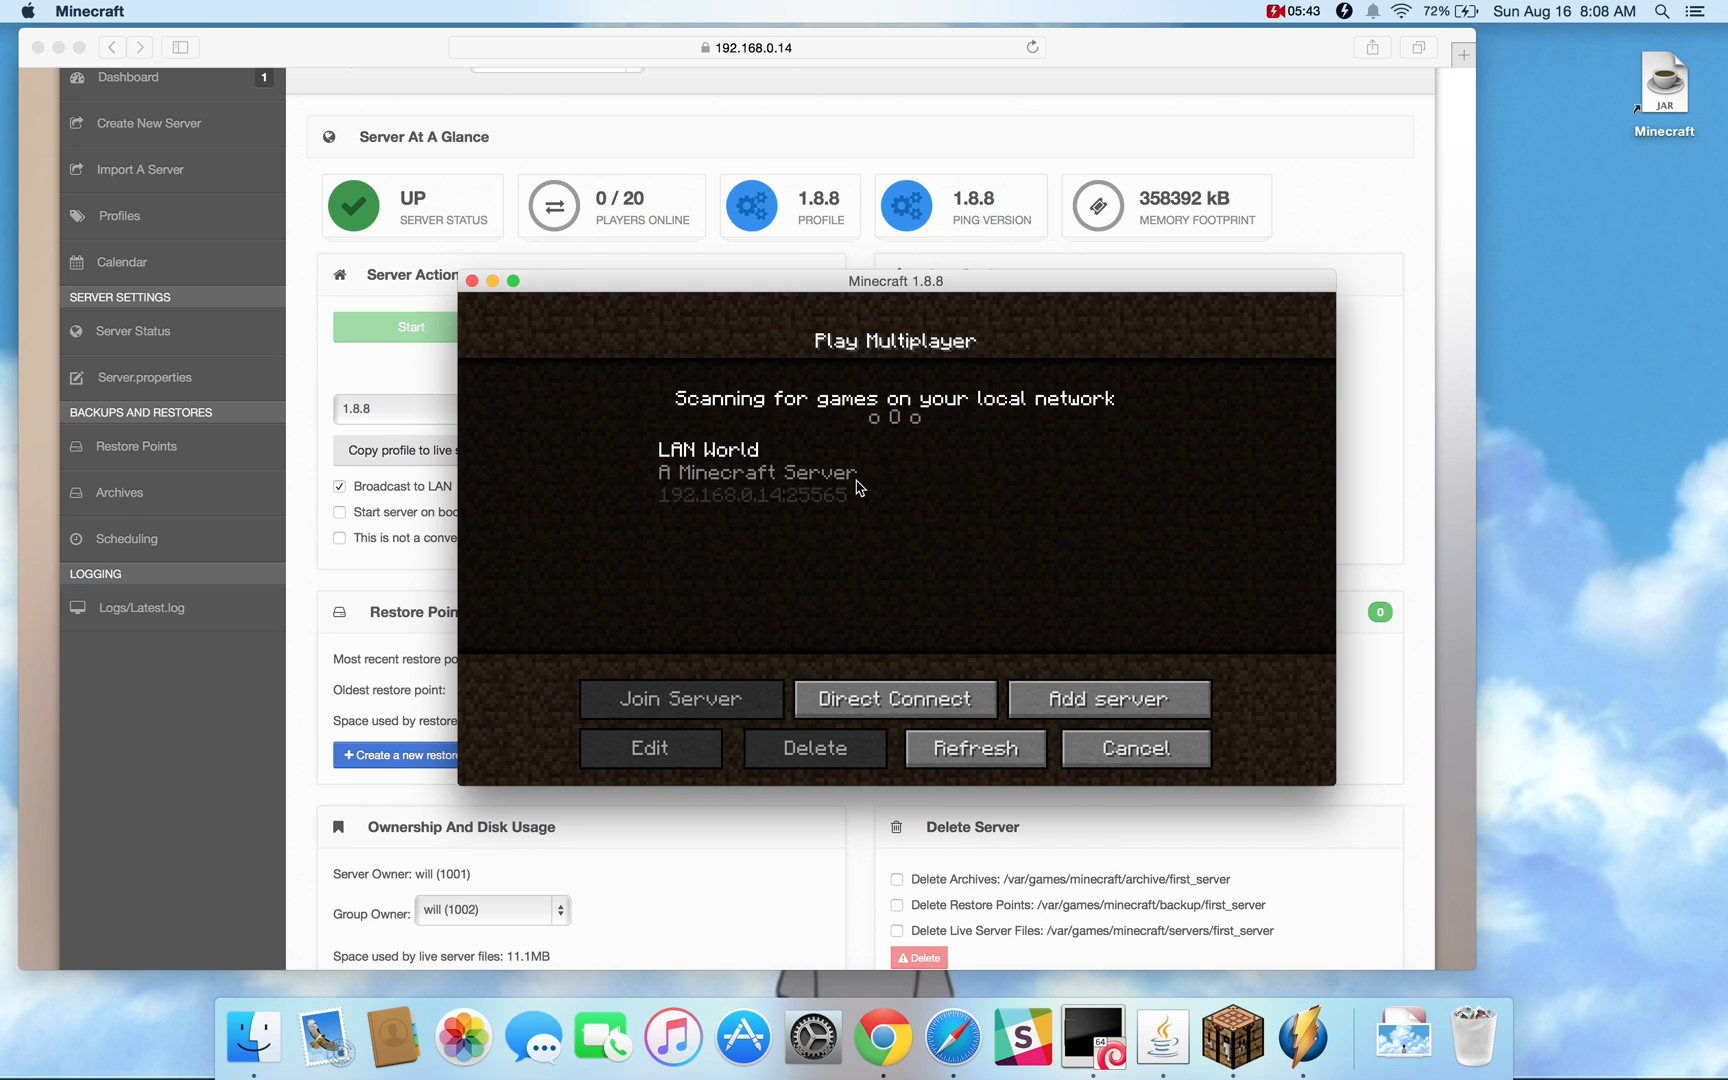 Minecraft
05:43
72%
Sun Aug 16 8:08 AM
192.168.0.14
JAR
Minecraft
Dashboard
1
Create New Server
Import A Server
Profiles
Calendar
SERVER SETTINGS
Server Status
Server.properties
BACKUPS AND RESTORES
Restore Points
Archives
Scheduling
LOGGING
Logs/Latest.log
Server At A Glance
UP
SERVER STATUS
0 / 20
PLAYERS ONLINE
1.8.8
PROFILE
1.8.8
PING VERSION
358392 kB
MEMORY FOOTPRINT
Server Action
Start
1.8.8
Copy profile to live s
Broadcast to LAN
Start server on boo
This is not a conve
Restore Poin
0
Most recent restore po
Oldest restore point:
Space used by restore
+ Create a new restor
Minecraft 1.8.8
Play Multiplayer
Scanning for games on your local network
o O o
LAN World
A Minecraft Server
192.168.0.14:25565
Join Server
Direct Connect
Add server
Edit
Delete
Refresh
Cancel
Ownership And Disk Usage
Server Owner: will (1001)
Group Owner: will (1002)
Space used by live server files: 11.1MB
Delete Server
Delete Archives: /var/games/minecraft/archive/first_server
Delete Restore Points: /var/games/minecraft/backup/first_server
Delete Live Server Files: /var/games/minecraft/servers/first_server
Delete
64